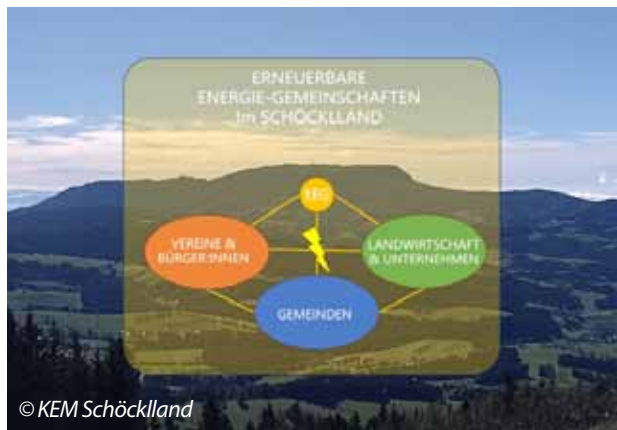 ERNEUERBARE
ENERGIE-GEMEINSCHAFTEN
Im SCHÖCKLLAND
EEG
VEREINE &
BÜRGER:INNEN
LANDWIRTSCHAFT
& UNTERNEHMEN
GEMEINDEN
© KEM Schöcklland